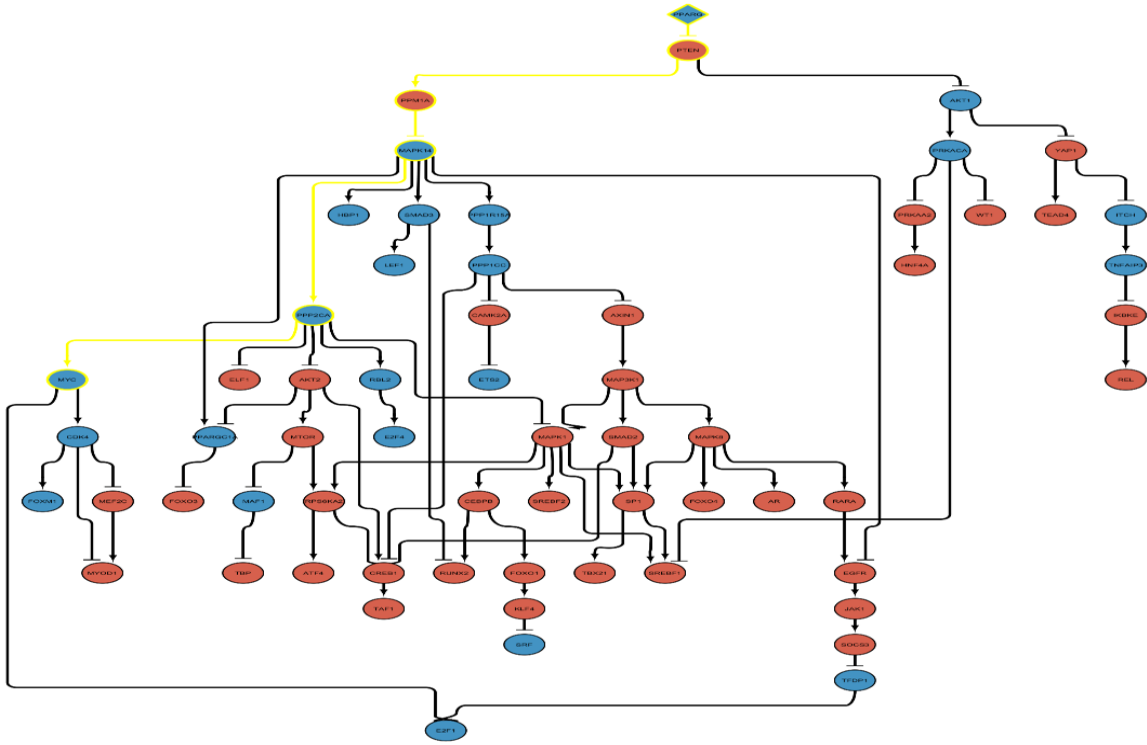 PPARG
PTEN
PPM1A
AKT1
MAPK14
PRKACA
YAP1
HBP1
SMAD3
PPP1R15A
PRKAA2
WT1
TEAD4
ITCH
LEF1
PPP1CC
HNF4A
TNFAIP3
PPP2CA
CAMK2A
AXIN1
IKBKE
MYC
ELF1
AKT2
RBL2
ETS2
MAP3K1
REL
CDK4
PPARGC1A
MTOR
E2F4
MAPK1
SMAD2
FOXM1
MEF2C
FOXO3
MAF1
RPS6KA2
CEBPB
SREBF2
SP1
AR
RARA
MYOD1
TBP
ATF4
CREB1
RUNX2
FOXO1
TBX21
SREBF1
EGFR
TAF1
KLF4
JAK1
SRF
SOCS3
TFDP1
E2F1